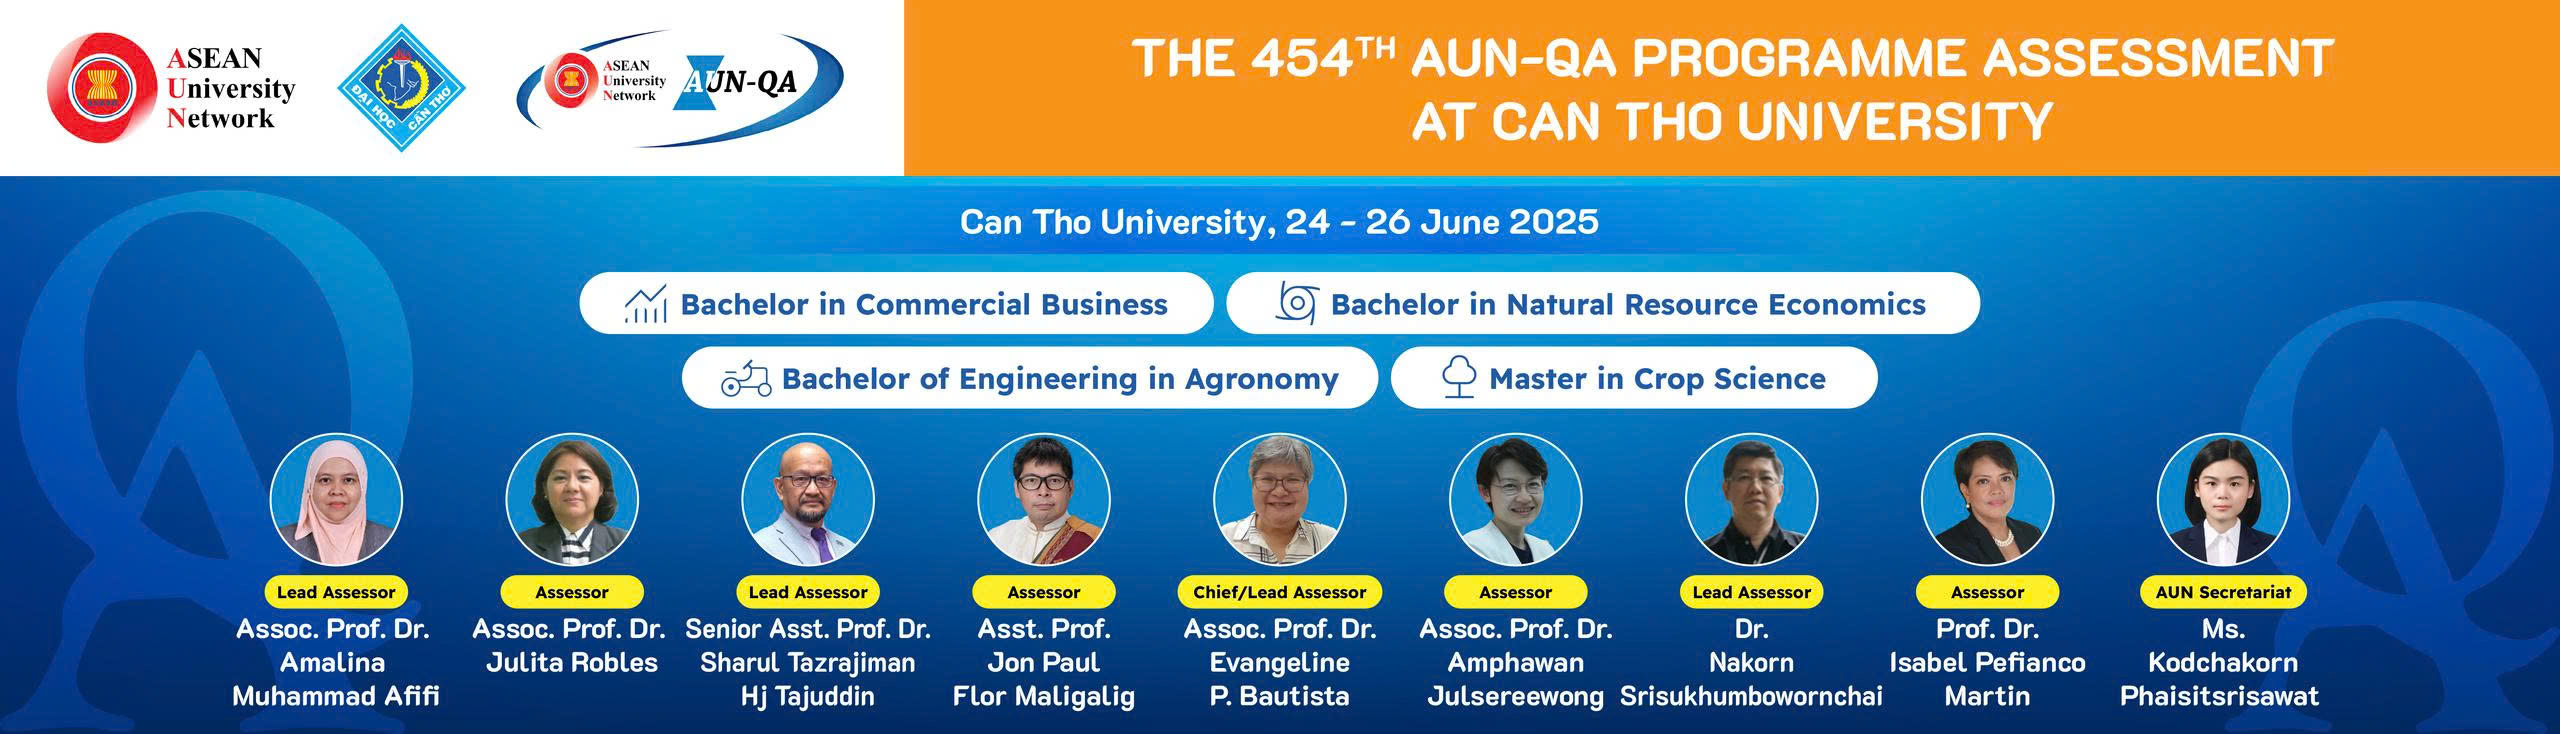 ASEAN
University
Network
ĐẠI HỌC CẦN THƠ
ASEAN
University
Network
AUN-QA
THE 454TH AUN-QA PROGRAMME ASSESSMENT
AT CAN THO UNIVERSITY
Can Tho University, 24 - 26 June 2025
Bachelor in Commercial Business
Bachelor in Natural Resource Economics
Bachelor of Engineering in Agronomy
Master in Crop Science
Lead Assessor
Assoc. Prof. Dr.
Amalina
Muhammad Afifi
Assessor
Assoc. Prof. Dr.
Julita Robles
Lead Assessor
Senior Asst. Prof. Dr.
Sharul Tazrajiman
Hj Tajuddin
Assessor
Asst. Prof.
Jon Paul
Flor Maligalig
Chief/Lead Assessor
Assoc. Prof. Dr.
Evangeline
P. Bautista
Assessor
Assoc. Prof. Dr.
Amphawan
Julsereewong
Lead Assessor
Dr.
Nakorn
Srisukhumbowornchai
Assessor
Prof. Dr.
Isabel Pefianco
Martin
AUN Secretariat
Ms.
Kodchakorn
Phaisitsrisawat